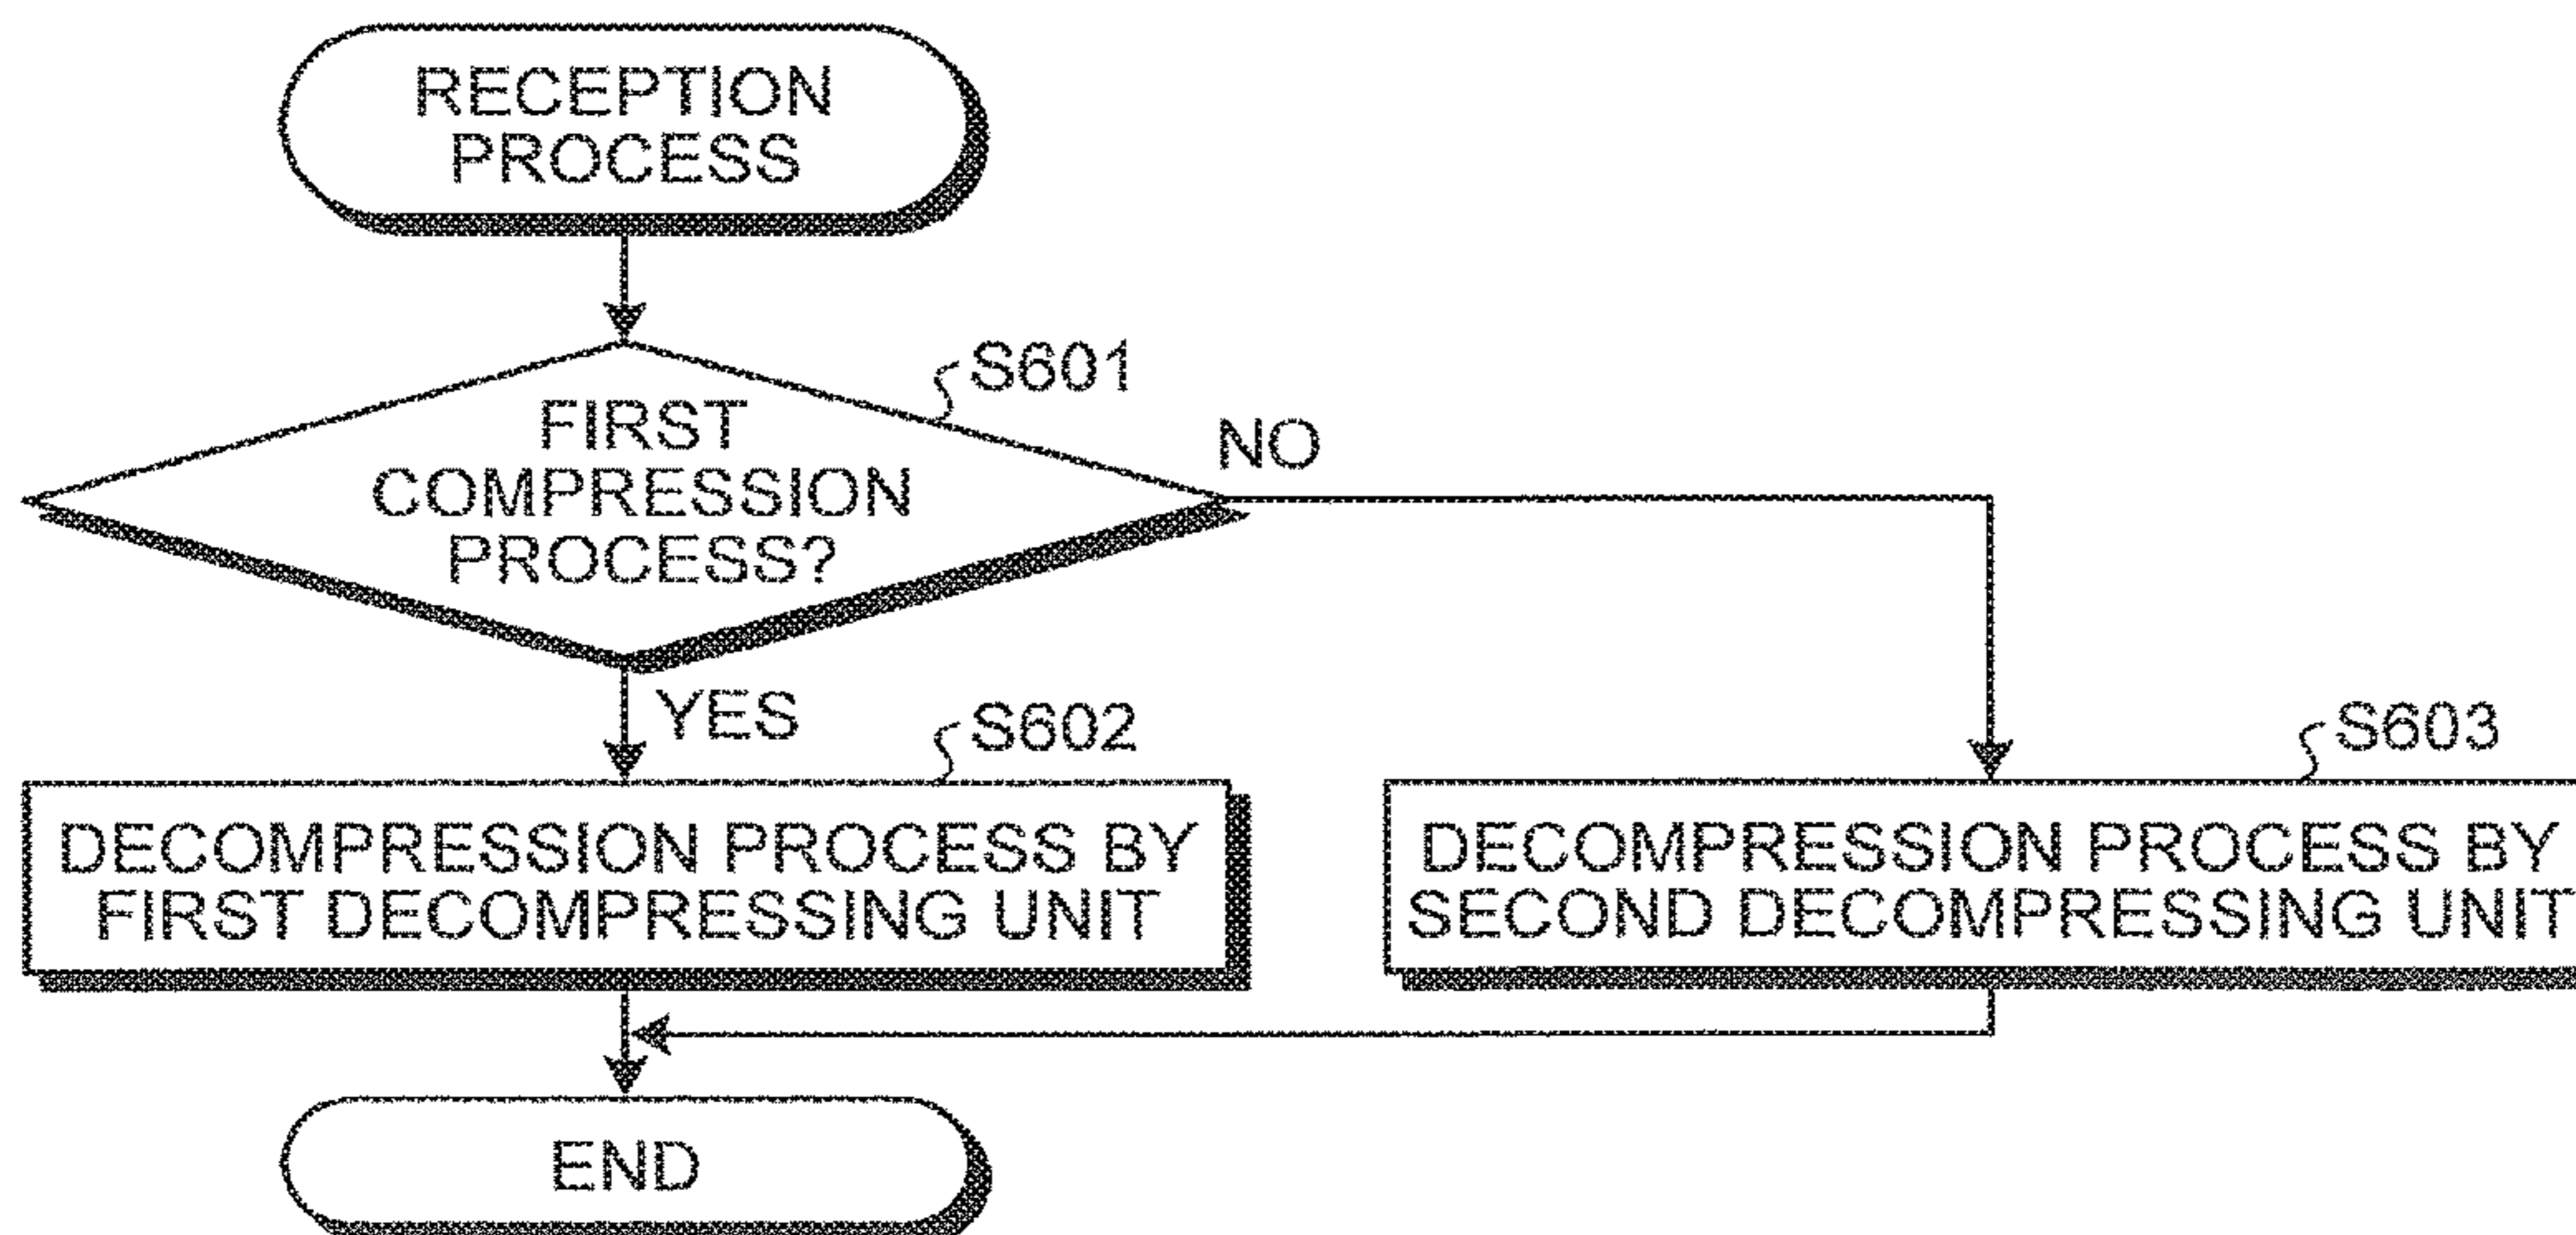 RECEPTION
PROCESS
S601
FIRST
COMPRESSION
PROCESS?
NO
YES
S602
DECOMPRESSION PROCESS BY
FIRST DECOMPRESSING UNIT
S603
DECOMPRESSION PROCESS BY
SECOND DECOMPRESSING UNIT
END